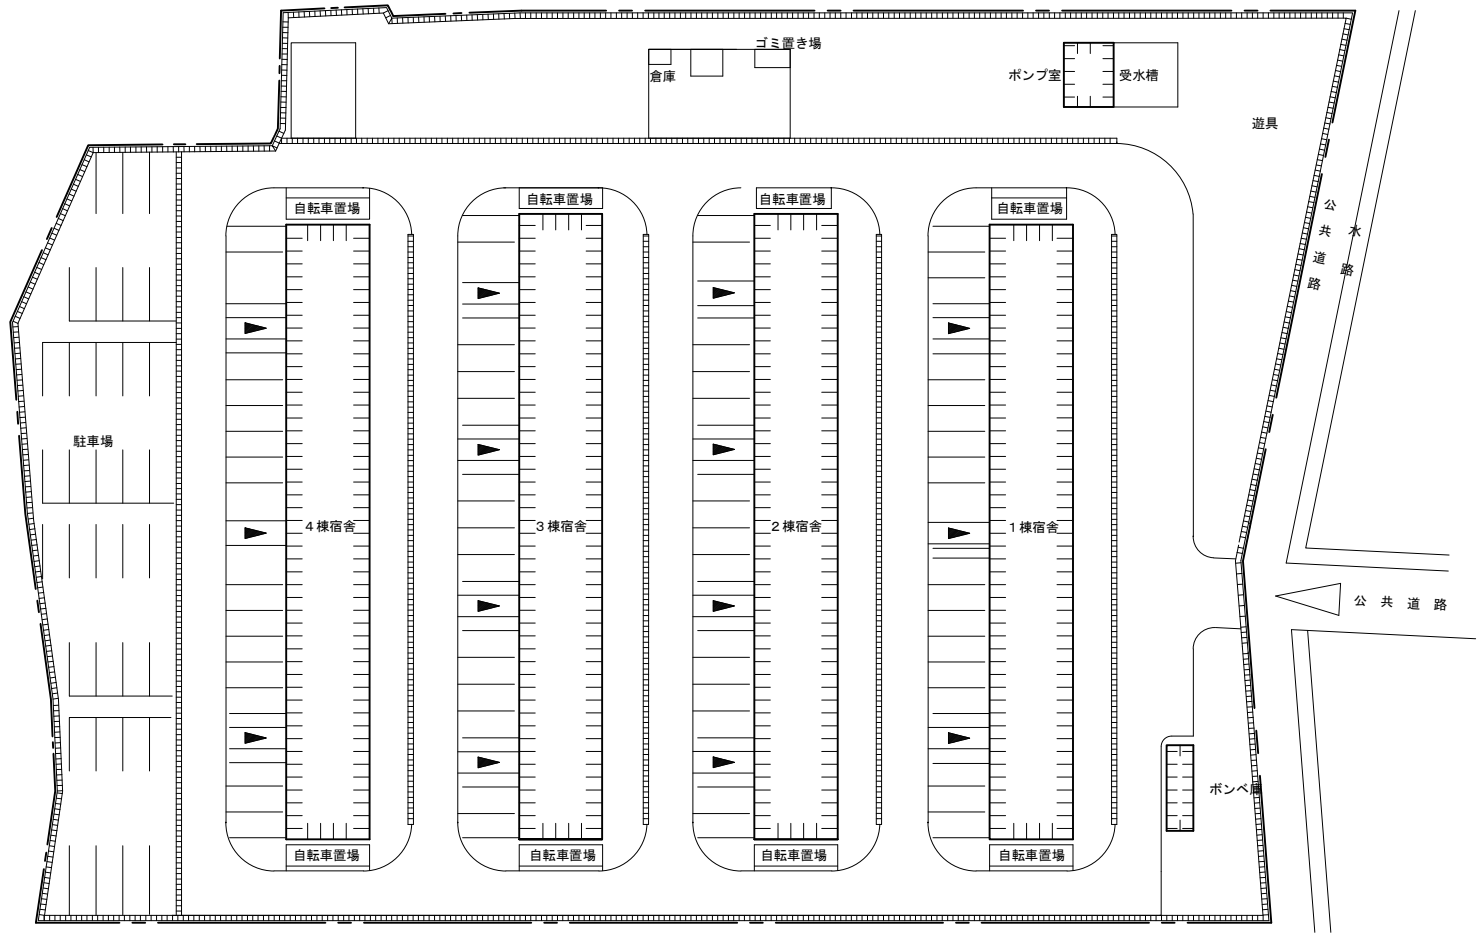 ゴミ置き場
倉庫
ポンプ室
受水槽
遊具
自転車置場
自転車置場
自転車置場
自転車置場
公共道路
水路
駐車場
４棟宿舎
３棟宿舎
２棟宿舎
１棟宿舎
公共道路
ボンベ庫
自転車置場
自転車置場
自転車置場
自転車置場